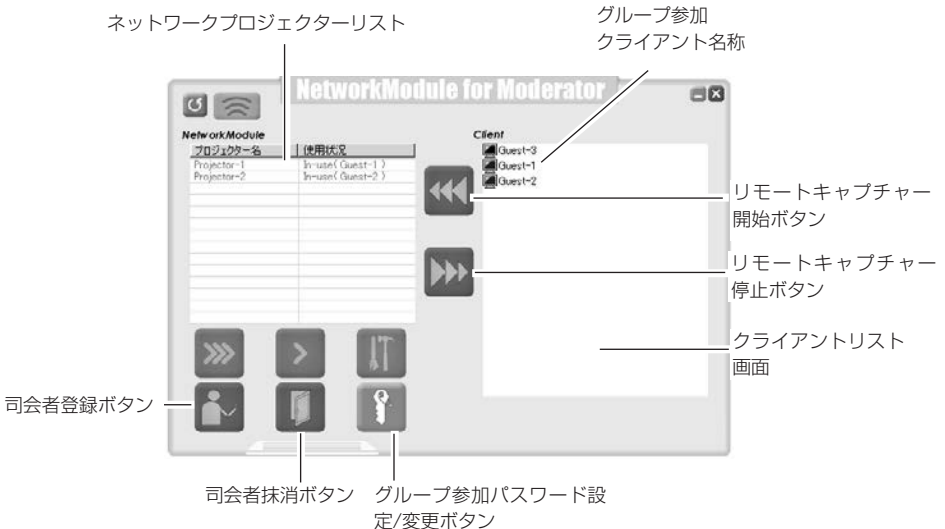 ネットワークプロジェクターリスト
グループ参加
クライアント名称
NetworkModule for Moderator
NetworkModule
Client
プロジェクター名 使用状況
Projector-1 In-use( Guest-1 )
Projector-2 In-use( Guest-2 )
Guest-3
Guest-1
Guest-2
リモートキャプチャー
開始ボタン
リモートキャプチャー
停止ボタン
クライアントリスト
画面
司会者登録ボタン
司会者抹消ボタン
グループ参加パスワード設
定/変更ボタン